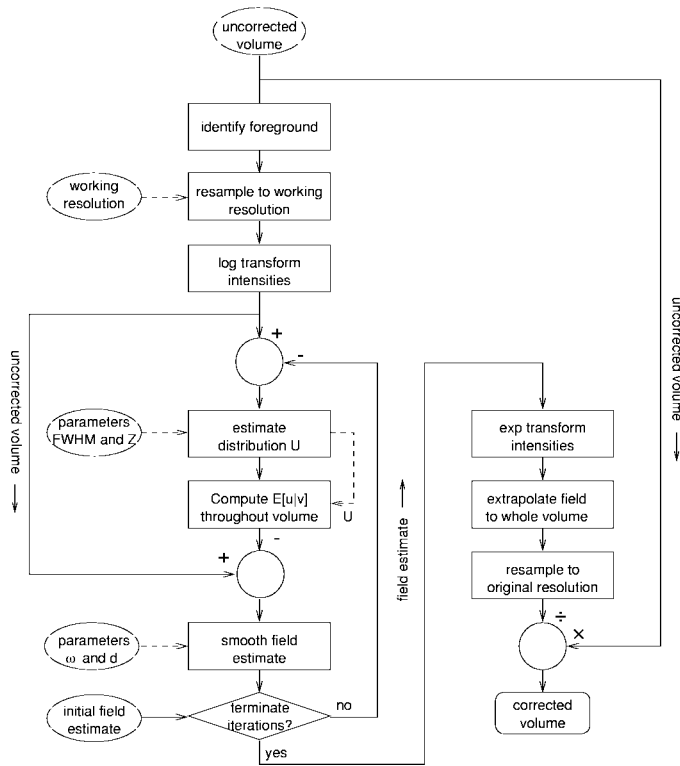 uncorrected
volume
identify foreground
working
resolution
resample to working
resolution
log transform
intensities
+
-
uncorrected volume
uncorrected volume
parameters
FWHM and Z
estimate
distribution U
exp transform
intensities
Compute E[u|v]
throughout volume
U
extrapolate field
to whole volume
field estimate
-
+
resample to
original resolution
÷
×
parameters
ω and d
smooth field
estimate
initial field
estimate
terminate
iterations?
no
yes
corrected
volume